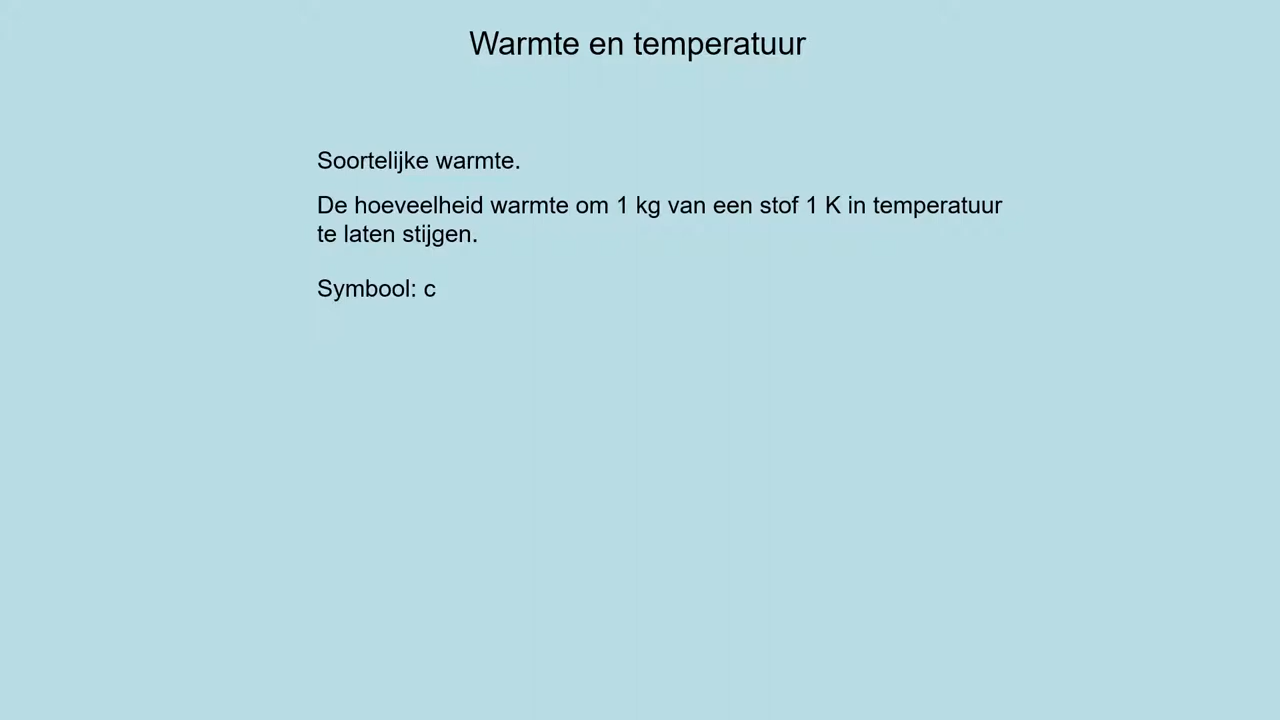 Warmte en temperatuur
Soortelijke warmte.
De hoeveelheid warmte om 1 kg van een stof 1 K in temperatuur
te laten stijgen.
Symbool: c